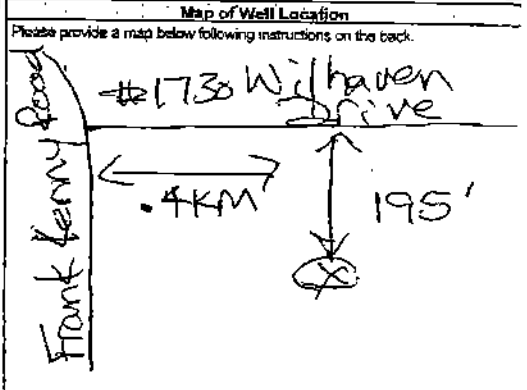 Map of Well Location
Please provide a map below following instructions on the back.
#1730 Wilhaven
Drive
Frank Kenny Road
.4KM
195'
X